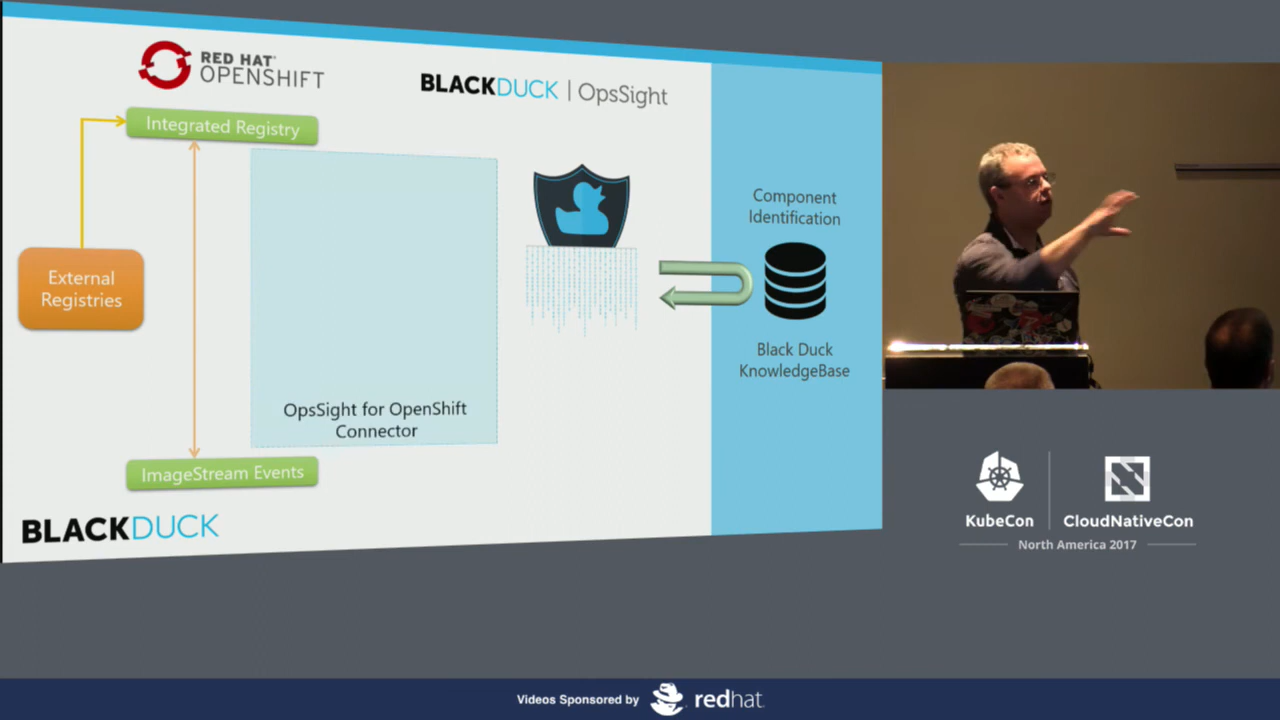 RED HAT
OPENSHIFT
BLACKDUCK | OpsSight
Integrated Registry
External
Registries
Component
Identification
Black Duck
KnowledgeBase
OpsSight for OpenShift
Connector
ImageStream Events
BLACKDUCK
KubeCon
CloudNativeCon
North America 2017
Videos Sponsored by
redhat